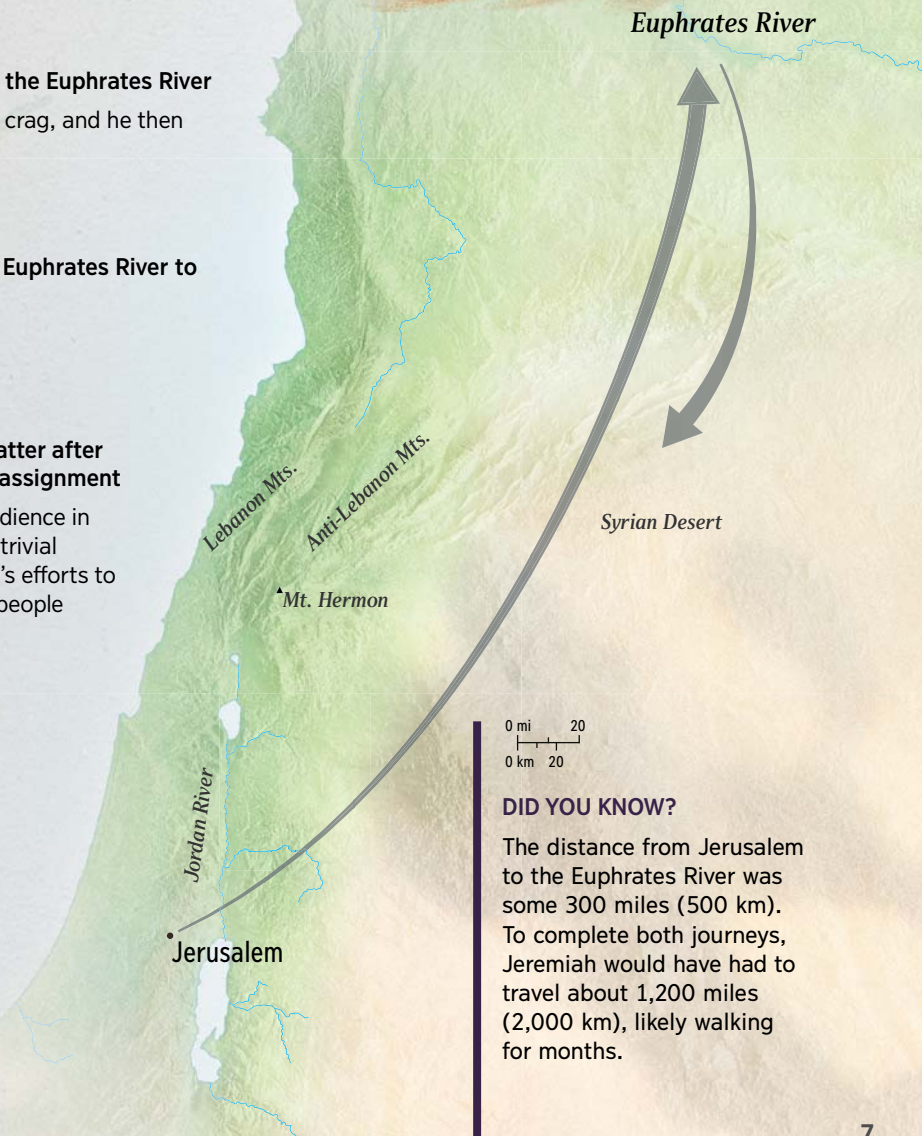 Euphrates River
the Euphrates River
crag, and he then
Euphrates River to
atter after
assignment
dience in
trivial
’s efforts to
people
Lebanon Mts.
Anti-Lebanon Mts.
Syrian Desert
Mt. Hermon
Jordan River
Jerusalem
0 mi 20
0 km 20
DID YOU KNOW?
The distance from Jerusalem
to the Euphrates River was
some 300 miles (500 km).
To complete both journeys,
Jeremiah would have had to
travel about 1,200 miles
(2,000 km), likely walking
for months.
7